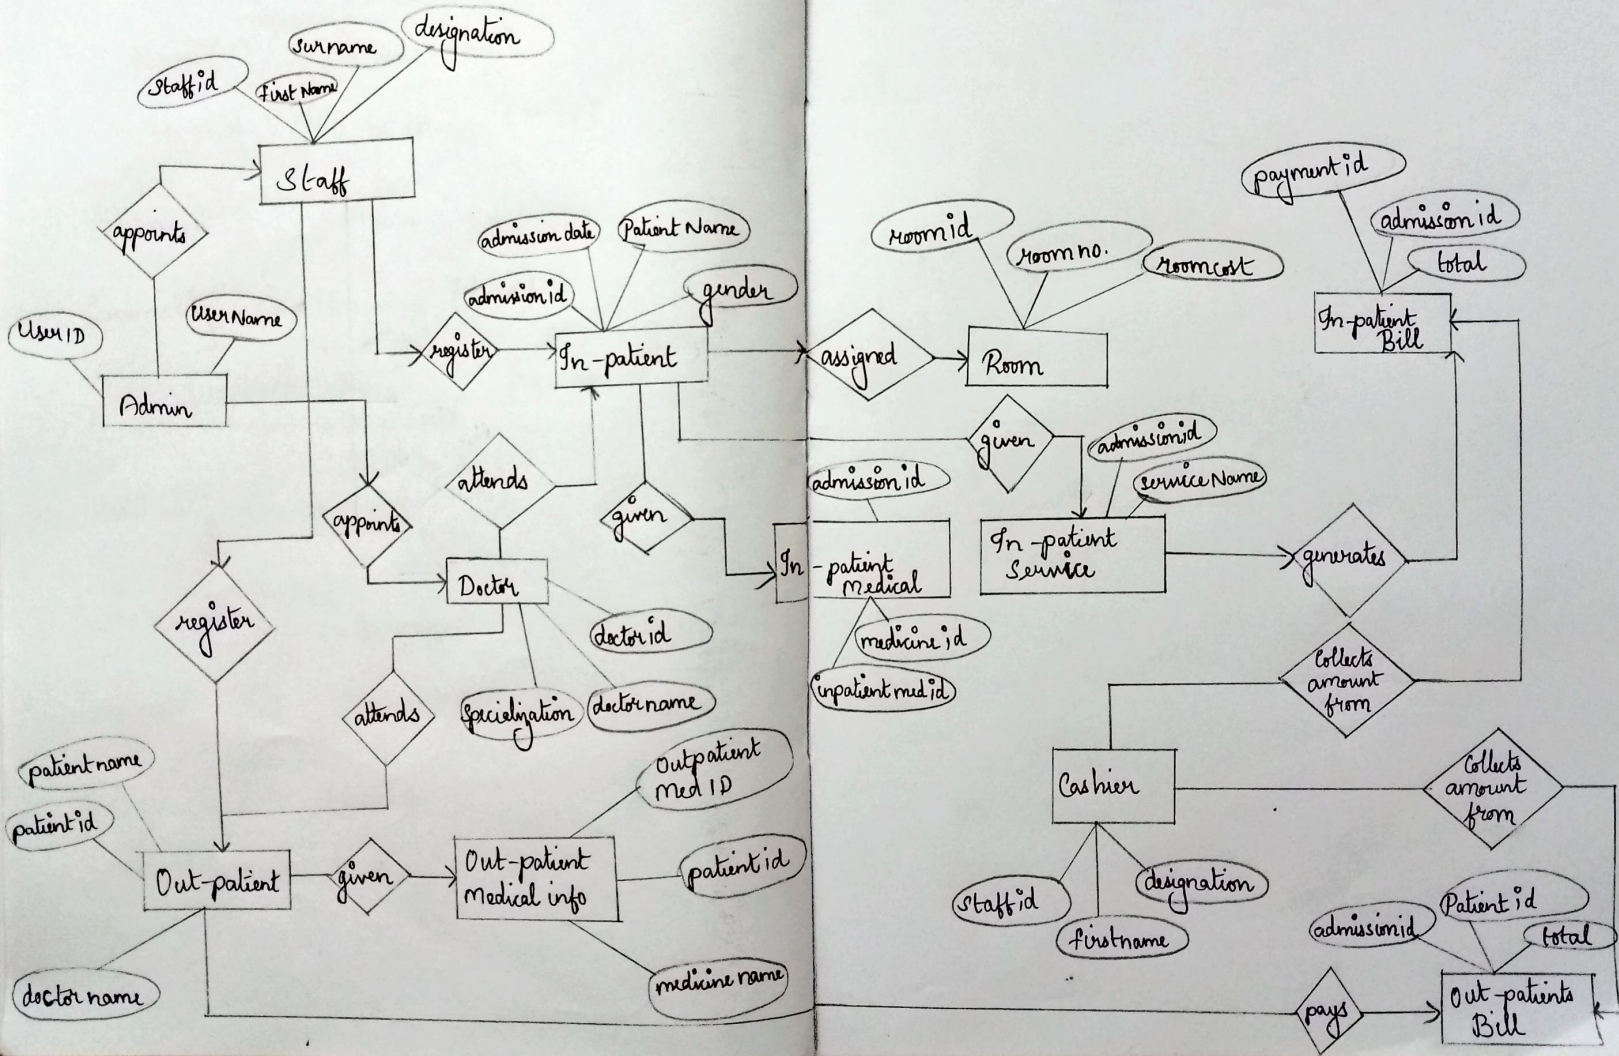 designation
surname
Staffid
First Name
Staff
appoints
User ID
User Name
Admin
admission date
Patient Name
admission id
gender
register
In-patient
assigned
room id
room no.
roomcost
Room
payment id
admission id
total
In-patient
Bill
attends
given
given
admissionid
service Name
admission id
appoints
Doctor
In-patient
Medical
In-patient
Service
generates
register
doctor id
medicine id
inpatient med id
Collects
amount
from
attends
Specialization
doctor name
patient name
patient id
Outpatient
Med ID
Cashier
Collects
amount
from
Out-patient
given
Out-patient
Medical info
patient id
staff id
designation
firstname
doctor name
medicine name
admissionid
Patient id
total
pays
Out-patients
Bill